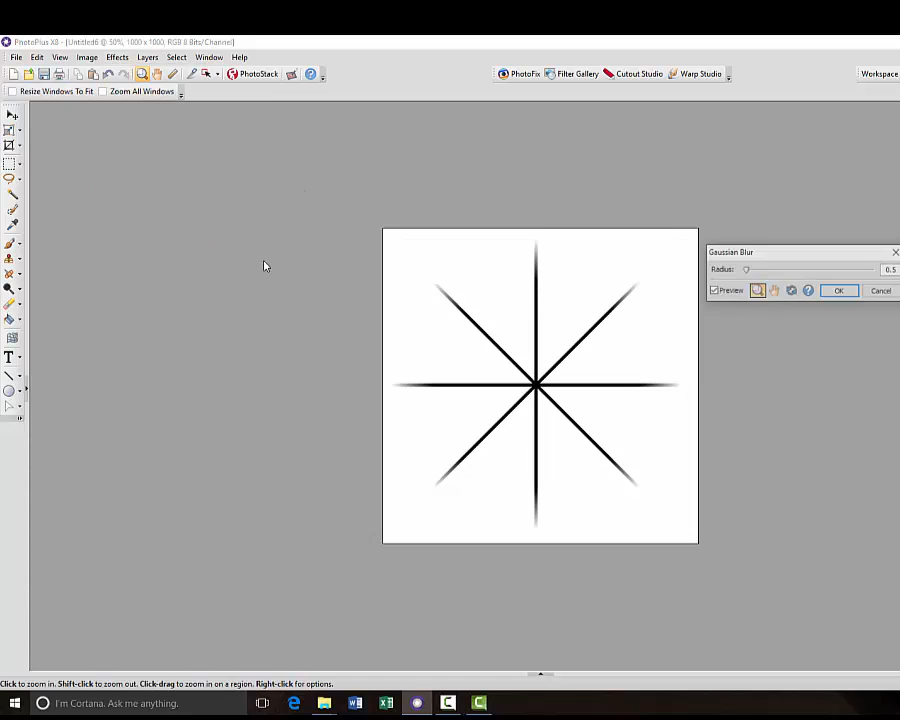 PhotoPlus X8 - [Untitled6 @ 50%, 1000 x 1000, RGB 8 Bits/Channel]
File Edit View Image Effects Layers Select Window Help
PhotoStack PhotoFix Filter Gallery Cutout Studio Warp Studio Workspace
Resize Windows To Fit Zoom All Windows
Gaussian Blur
Radius: 0.5
Preview OK Cancel
T
Click to zoom in. Shift-click to zoom out. Click-drag to zoom in on a region. Right-click for options.
I'm Cortana. Ask me anything.